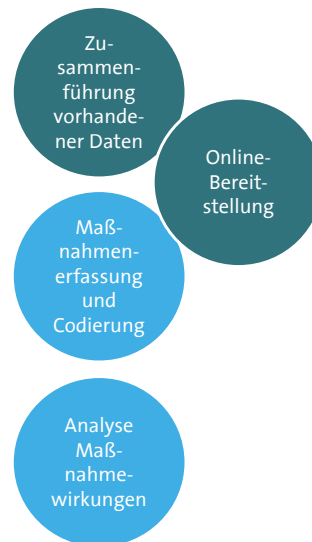 Zu-
sammen-
führung
vorhande-
ner Daten
Online-
Bereit-
stellung
Maß-
nahmen-
erfassung
und
Codierung
Analyse
Maß-
nahme-
wirkungen